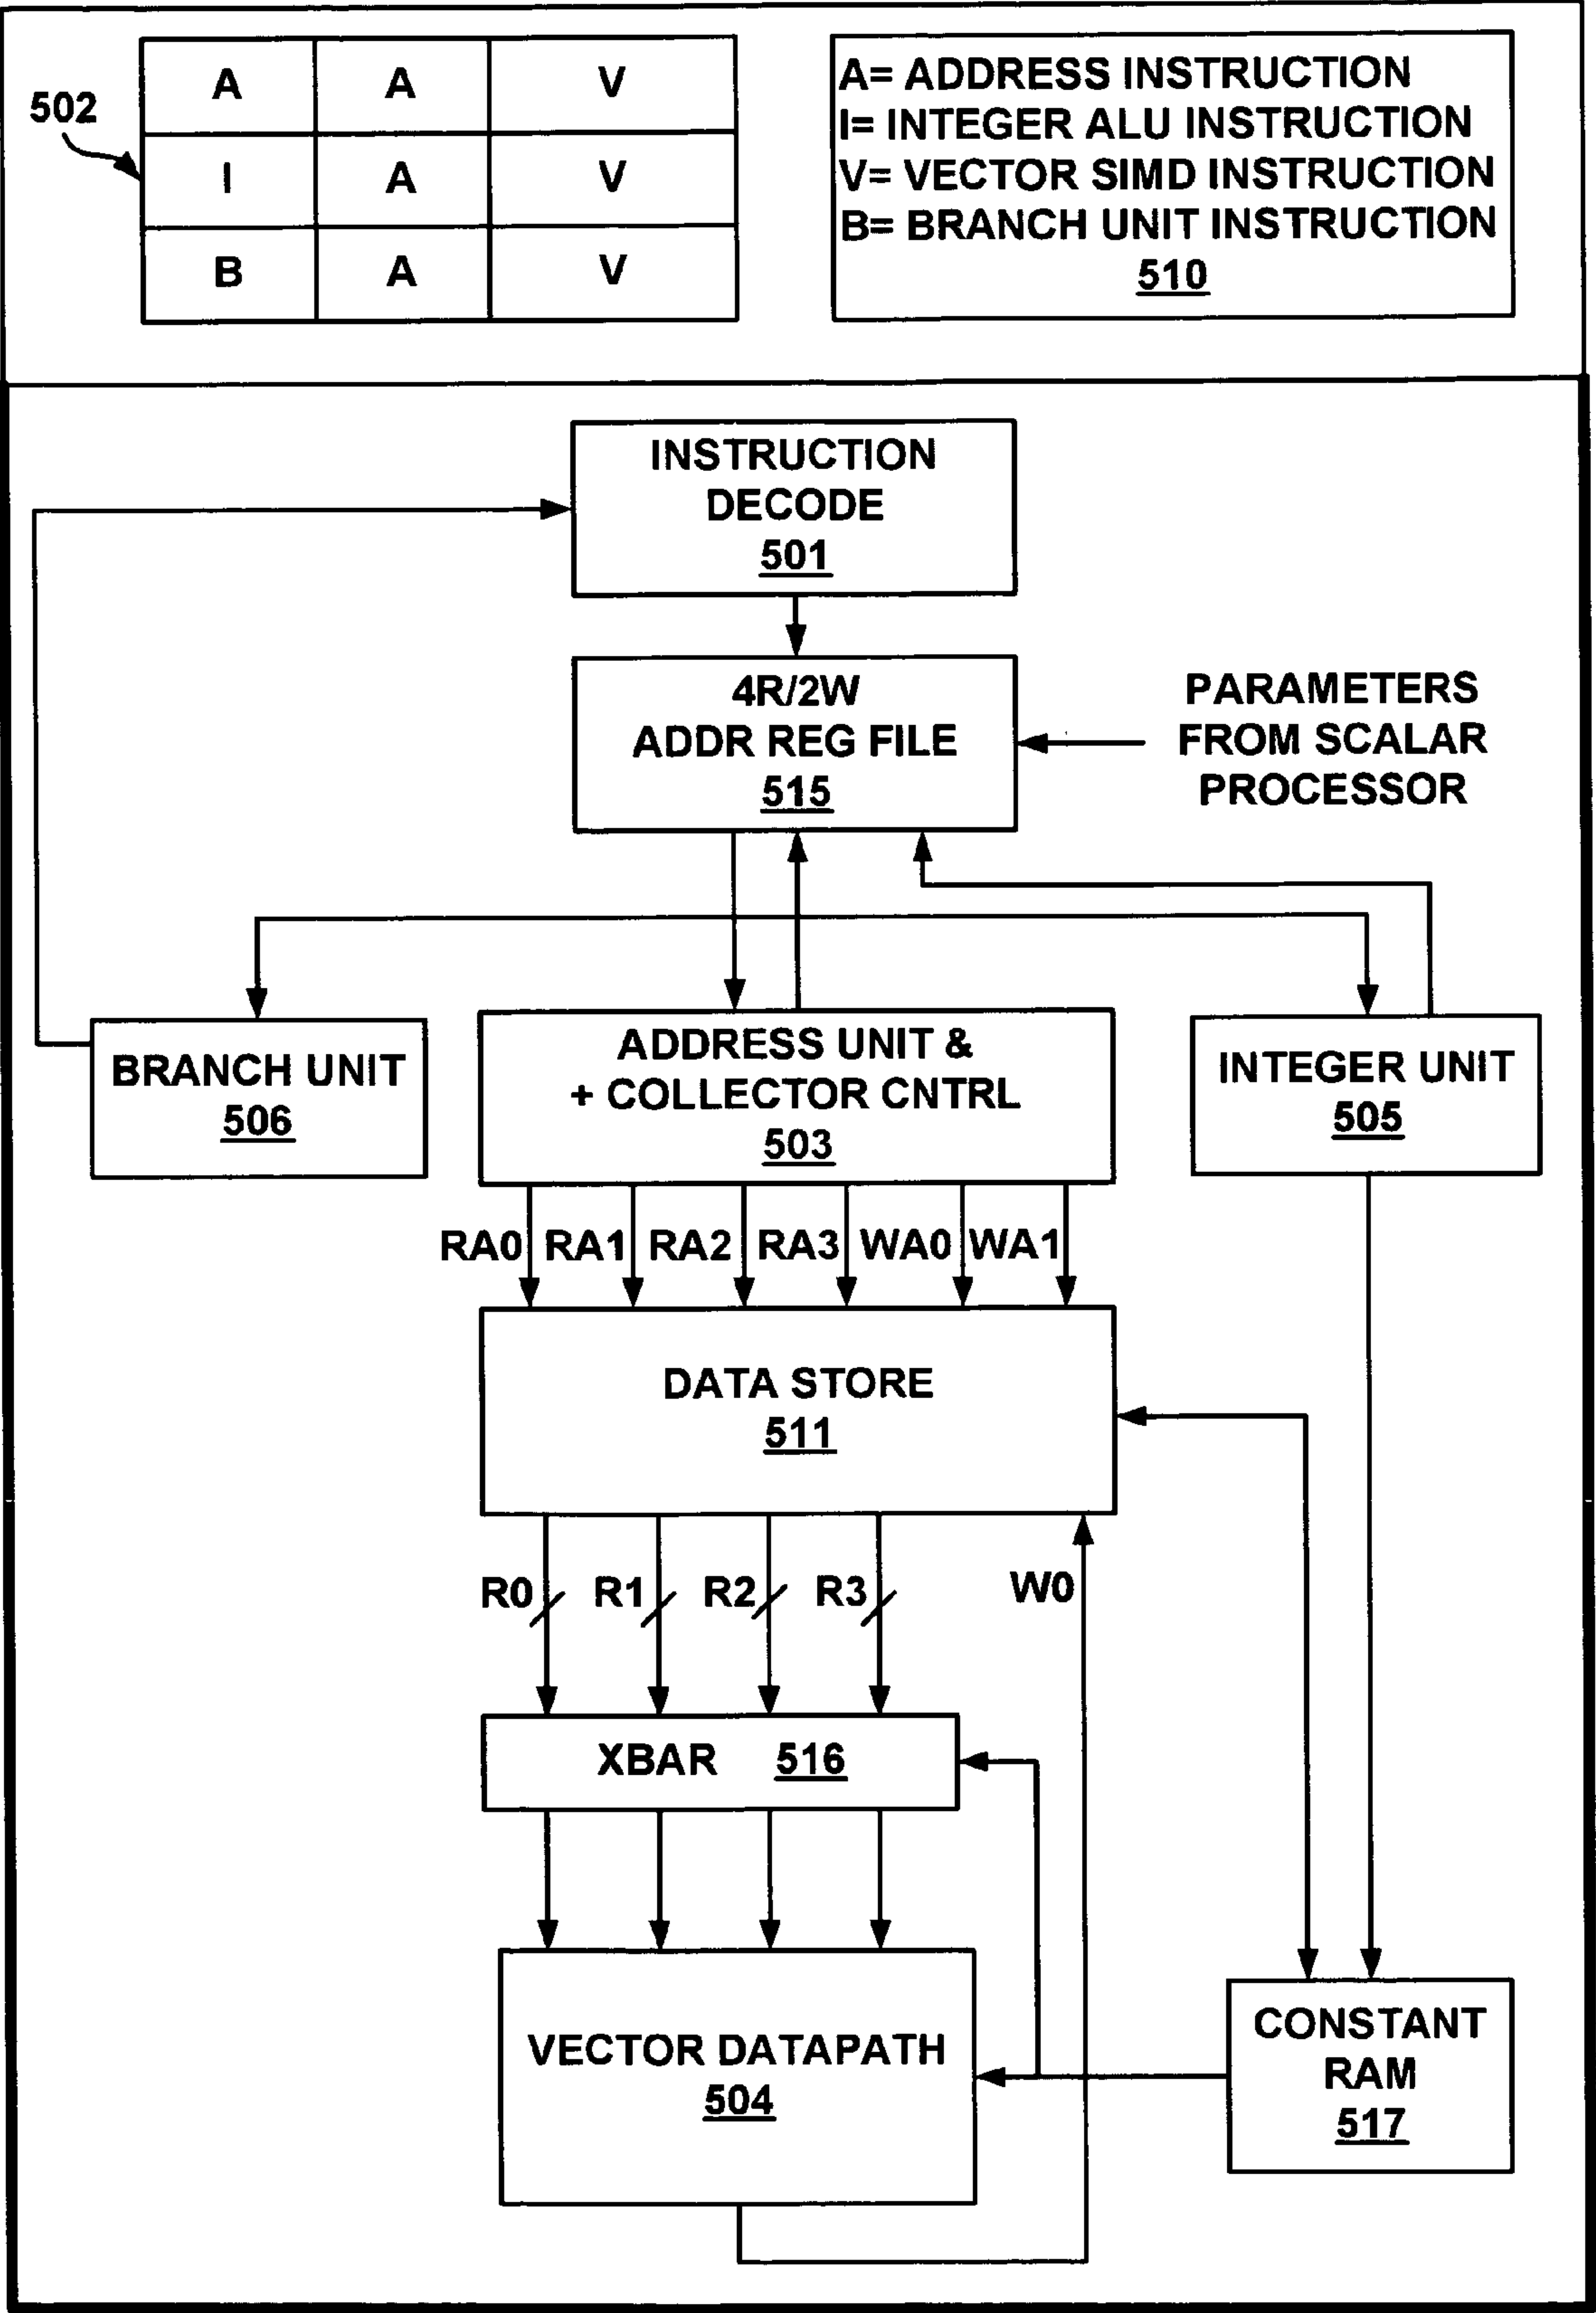 502
A A V
I A V
B A V
A= ADDRESS INSTRUCTION
I= INTEGER ALU INSTRUCTION
V= VECTOR SIMD INSTRUCTION
B= BRANCH UNIT INSTRUCTION
510
INSTRUCTION
DECODE
501
4R/2W
ADDR REG FILE
515
PARAMETERS
FROM SCALAR
PROCESSOR
BRANCH UNIT
506
ADDRESS UNIT &
+ COLLECTOR CNTRL
503
INTEGER UNIT
505
RA0 RA1 RA2 RA3 WA0 WA1
DATA STORE
511
R0 R1 R2 R3 W0
XBAR 516
VECTOR DATAPATH
504
CONSTANT
RAM
517